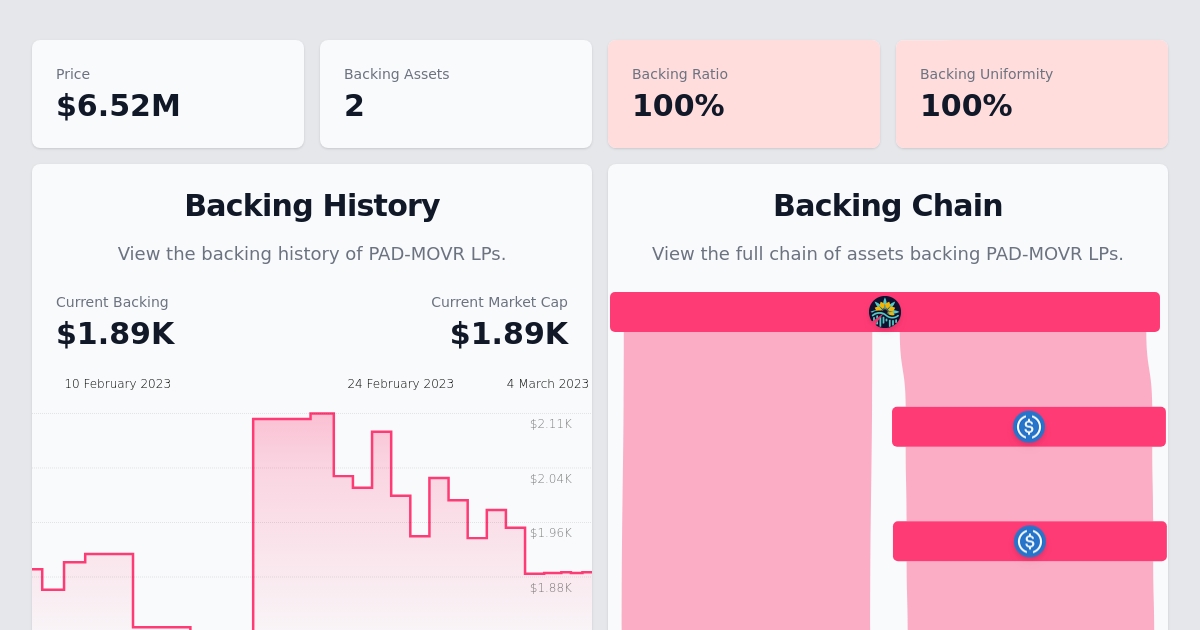 Price
$6.52M
Backing Assets
2
Backing Ratio
100%
Backing Uniformity
100%
Backing History
View the backing history of PAD-MOVR LPs.
Current Backing
$1.89K
Current Market Cap
$1.89K
10 February 2023
24 February 2023
4 March 2023
$2.11K
$2.04K
$1.96K
$1.88K
Backing Chain
View the full chain of assets backing PAD-MOVR LPs.
$
$